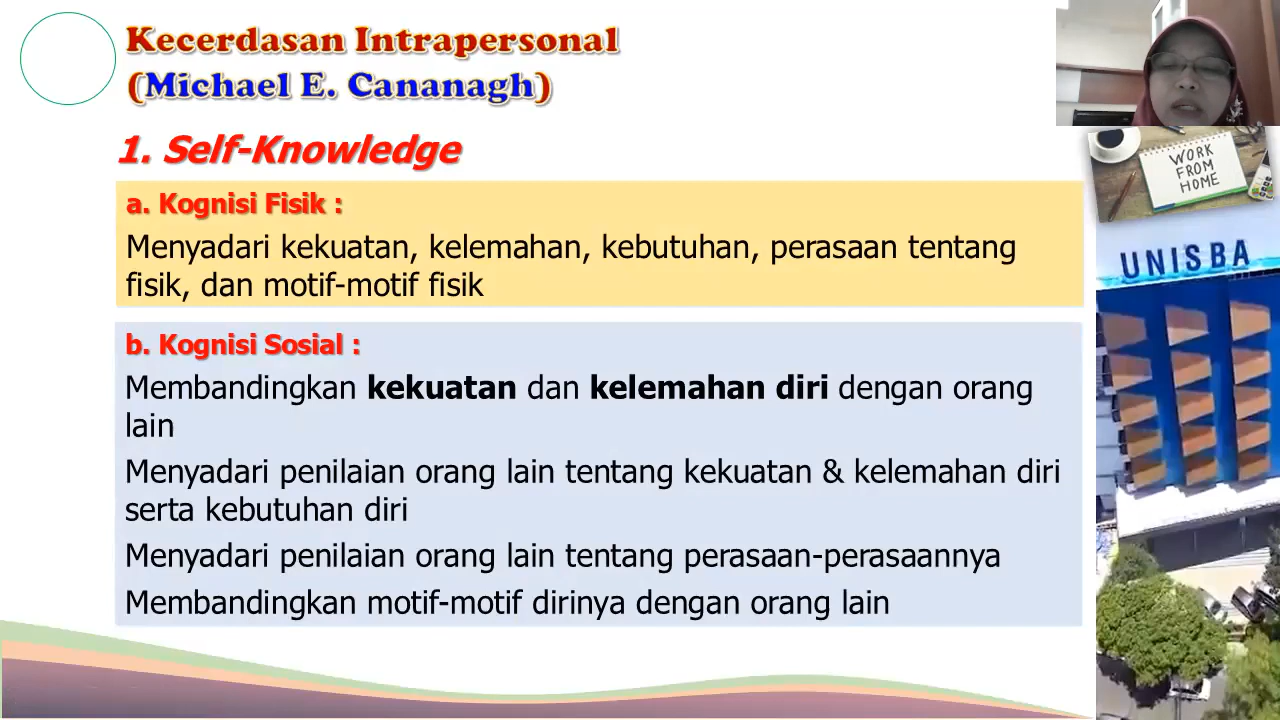 Kecerdasan Intrapersonal
(Michael E. Cananagh)
1. Self-Knowledge
a. Kognisi Fisik :
Menyadari kekuatan, kelemahan, kebutuhan, perasaan tentang
fisik, dan motif-motif fisik
b. Kognisi Sosial :
Membandingkan kekuatan dan kelemahan diri dengan orang
lain
Menyadari penilaian orang lain tentang kekuatan & kelemahan diri
serta kebutuhan diri
Menyadari penilaian orang lain tentang perasaan-perasaannya
Membandingkan motif-motif dirinya dengan orang lain
WORK
FROM
HOME
UNISBA